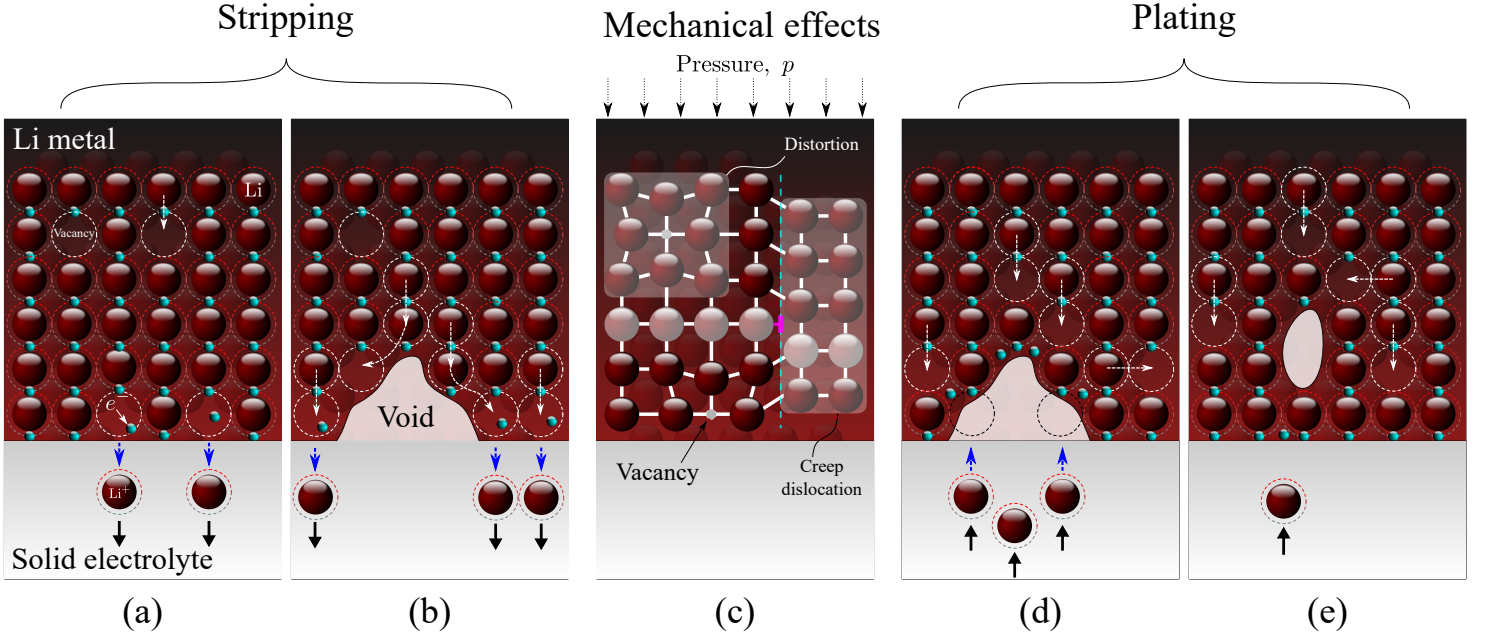 Stripping
Mechanical effects
Plating
Pressure, p
Li metal
Li
Vacancy
e−
Void
Distortion
Vacancy
Creep
dislocation
Li+
Solid electrolyte
(a)
(b)
(c)
(d)
(e)